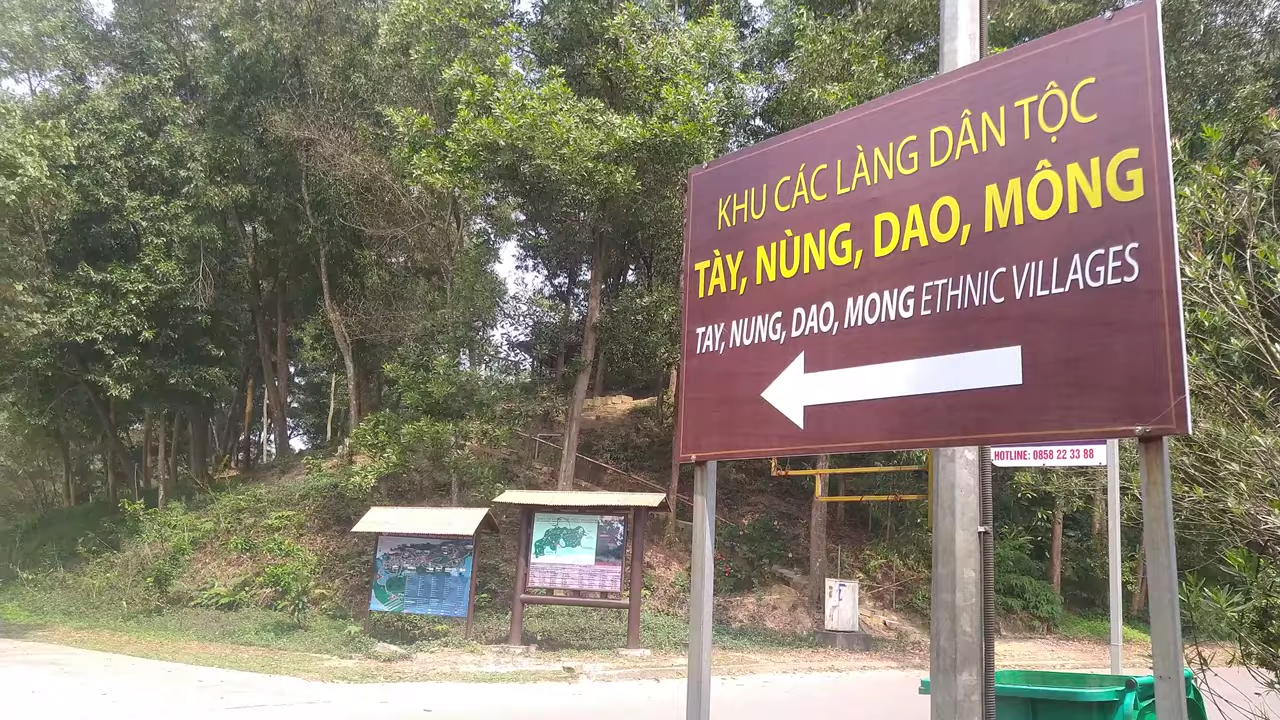 KHU CÁC LÀNG DÂN TỘC
TÀY, NÙNG, DAO, MÔNG
TAY, NUNG, DAO, MONG ETHNIC VILLAGES
HOTLINE: 0858 22 33 88